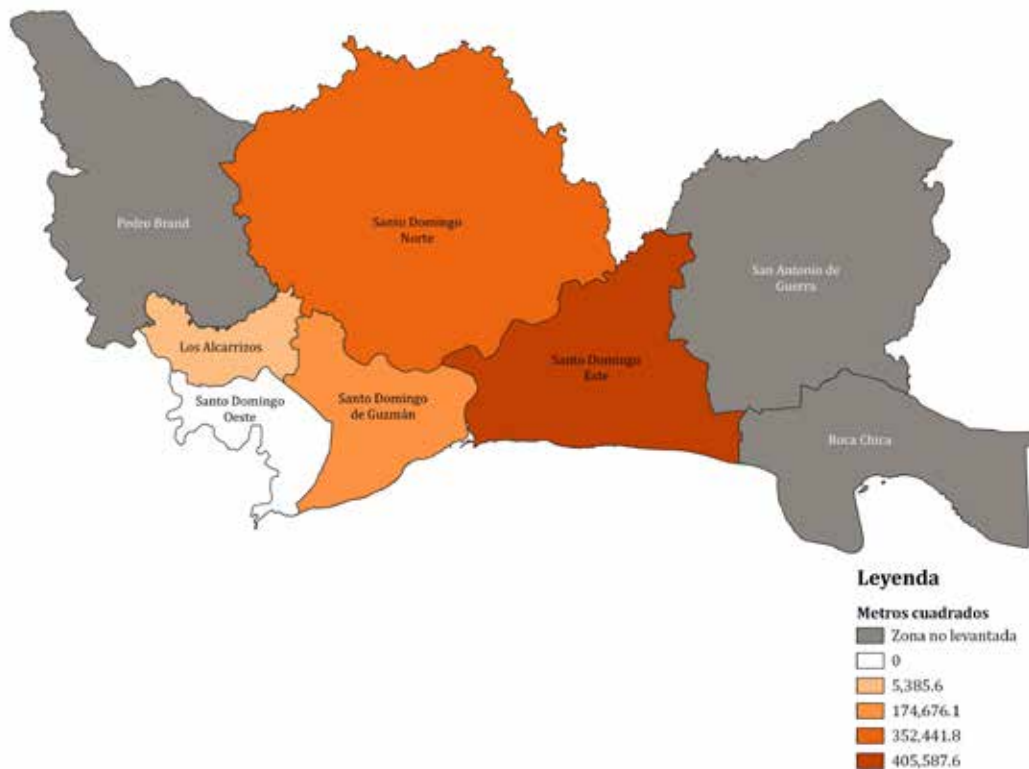 Pedro Brand
Santo Domingo
Norte
San Antonio de
Guerra
Los Alcarrizos
Santo Domingo
Oeste
Santo Domingo
de Guzmán
Santo Domingo
Este
Boca Chica
Leyenda
Metros cuadrados
Zona no levantada
0
5,385.6
174,676.1
352,441.8
405,587.6